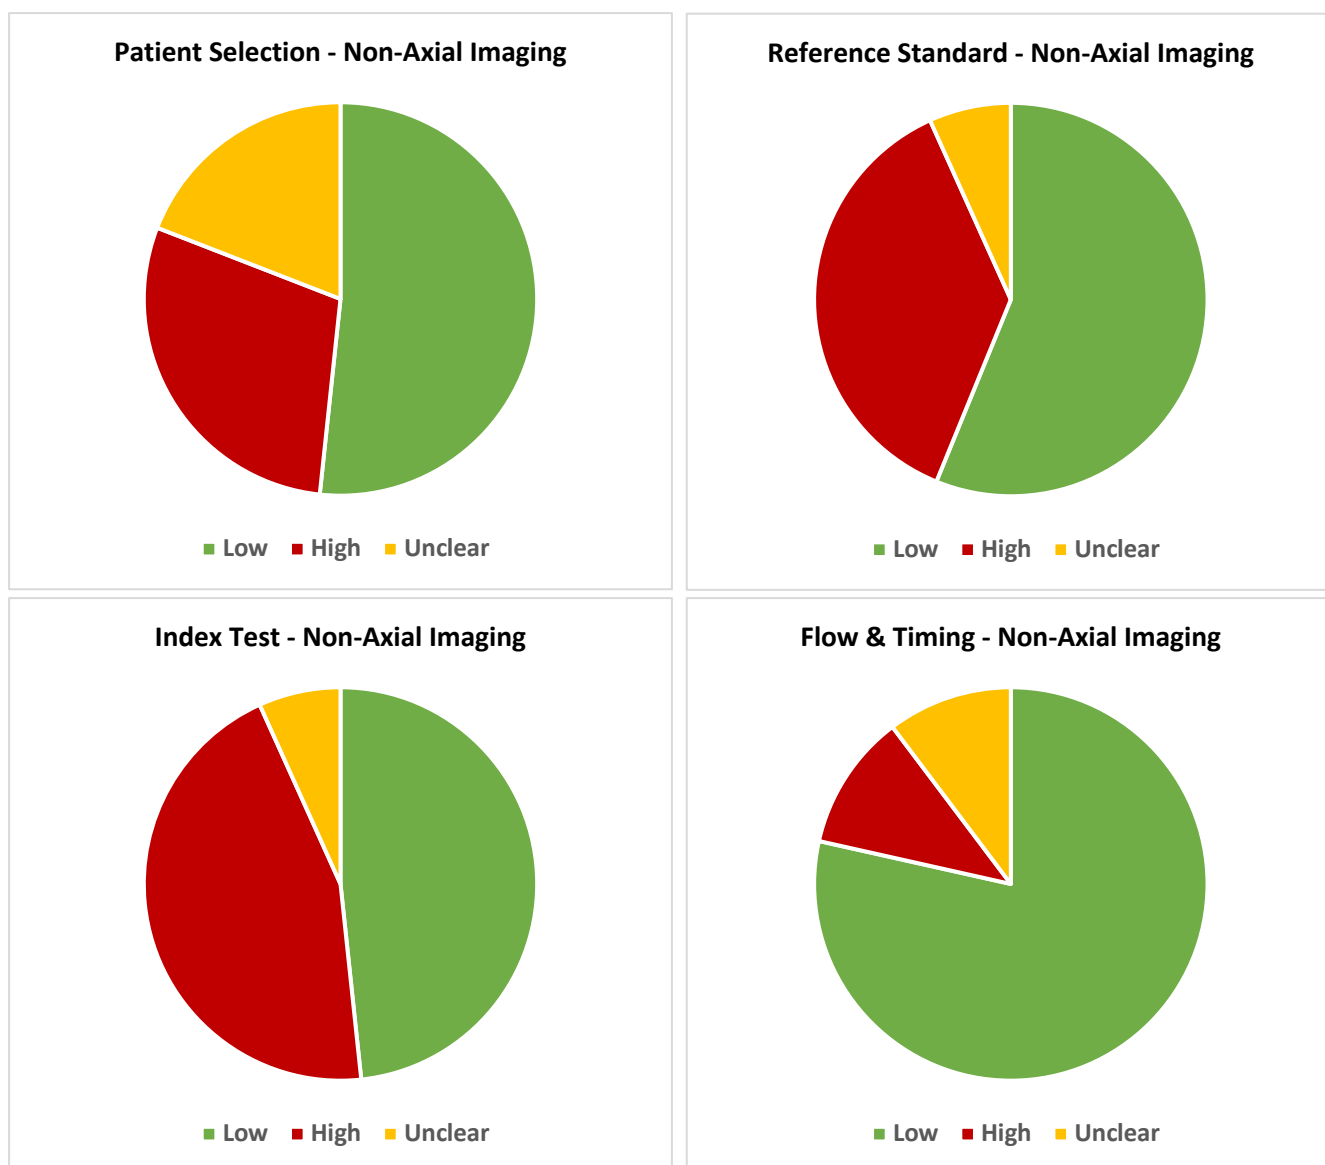 Patient Selection - Non-Axial Imaging
Low High Unclear
Reference Standard - Non-Axial Imaging
Low High Unclear
Index Test - Non-Axial Imaging
Low High Unclear
Flow & Timing - Non-Axial Imaging
Low High Unclear